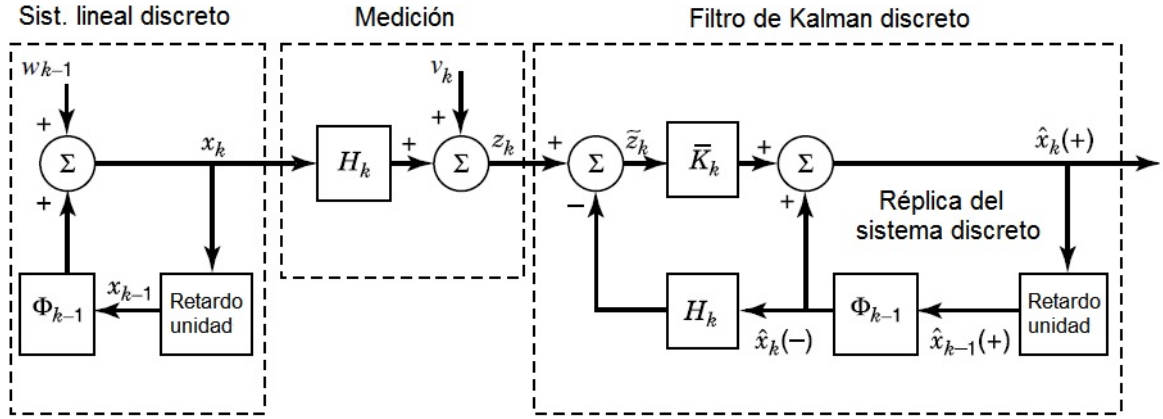 Sist. lineal discreto
Medición
Filtro de Kalman discreto
w_{k–1}
+
Σ
+
x_k
Φ_{k–1}
x_{k–1}
Retardo
unidad
H_k
+
v_k
+
Σ
z_k
+
Σ
–
z̃_k
K̅_k
+
Σ
+
x̂_k(+)
Réplica del
sistema discreto
H_k
x̂_k(–)
Φ_{k–1}
x̂_{k–1}(+)
Retardo
unidad